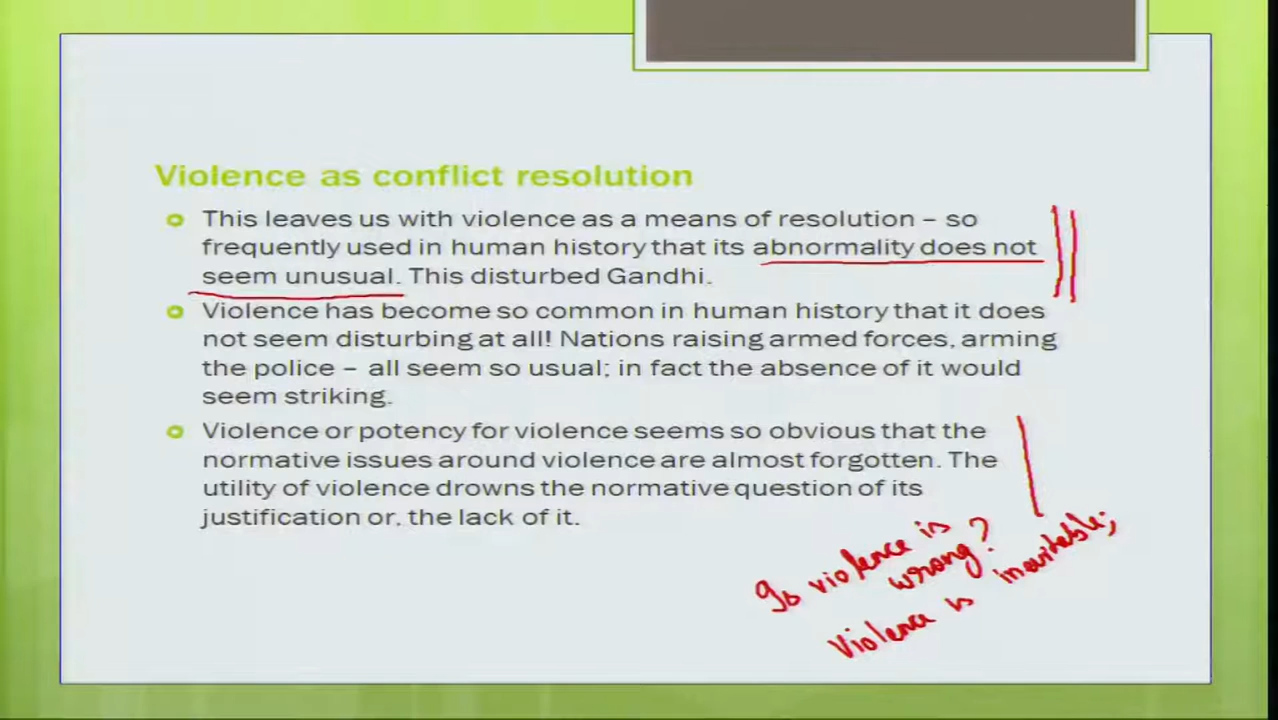 Violence as conflict resolution
This leaves us with violence as a means of resolution – so
frequently used in human history that its abnormality does not
seem unusual. This disturbed Gandhi.
Violence has become so common in human history that it does
not seem disturbing at all! Nations raising armed forces, arming
the police – all seem so usual; in fact the absence of it would
seem striking.
Violence or potency for violence seems so obvious that the
normative issues around violence are almost forgotten. The
utility of violence drowns the normative question of its
justification or, the lack of it.
Is violence is
wrong?
Violence is inevitable;